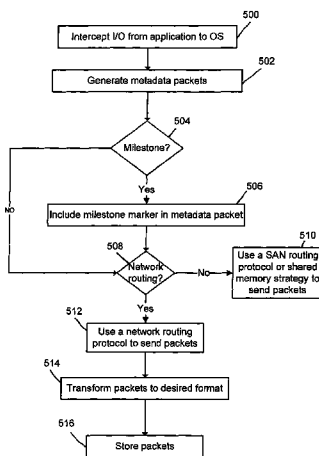 500
Intercept I/O from application to OS
502
Generate metadata packets
504
Milestone?
NO
Yes
506
Include milestone marker in metadata packet
508
Network
routing?
No
510
Use a SAN routing
protocol or shared
memory strategy to
send packets
Yes
512
Use a network routing
protocol to send packets
514
Transform packets to desired format
516
Store packets